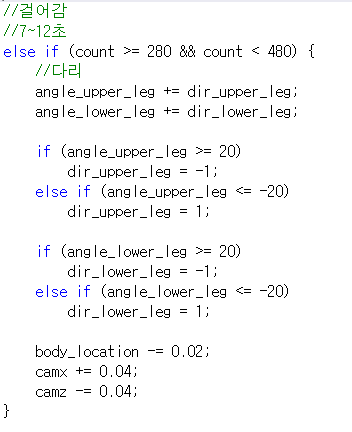 //걸어감
//7~12초
else if (count >= 280 && count < 480) {
    //다리
    angle_upper_leg += dir_upper_leg;
    angle_lower_leg += dir_lower_leg;

    if (angle_upper_leg >= 20)
        dir_upper_leg = -1;
    else if (angle_upper_leg <= -20)
        dir_upper_leg = 1;

    if (angle_lower_leg >= 20)
        dir_lower_leg = -1;
    else if (angle_lower_leg <= -20)
        dir_lower_leg = 1;

    body_location -= 0.02;
    camx += 0.04;
    camz -= 0.04;
}